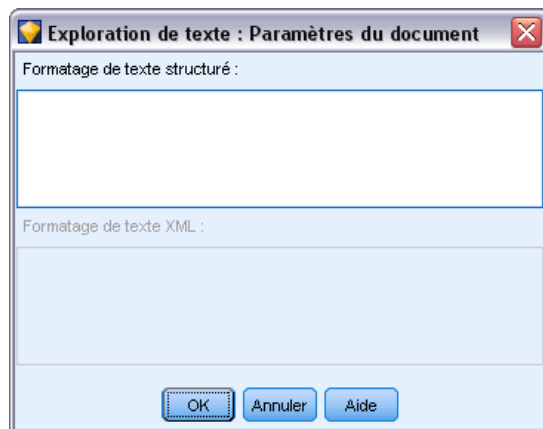 Exploration de texte : Paramètres du document
Formatage de texte structuré :
Formatage de texte XML :
OK Annuler Aide